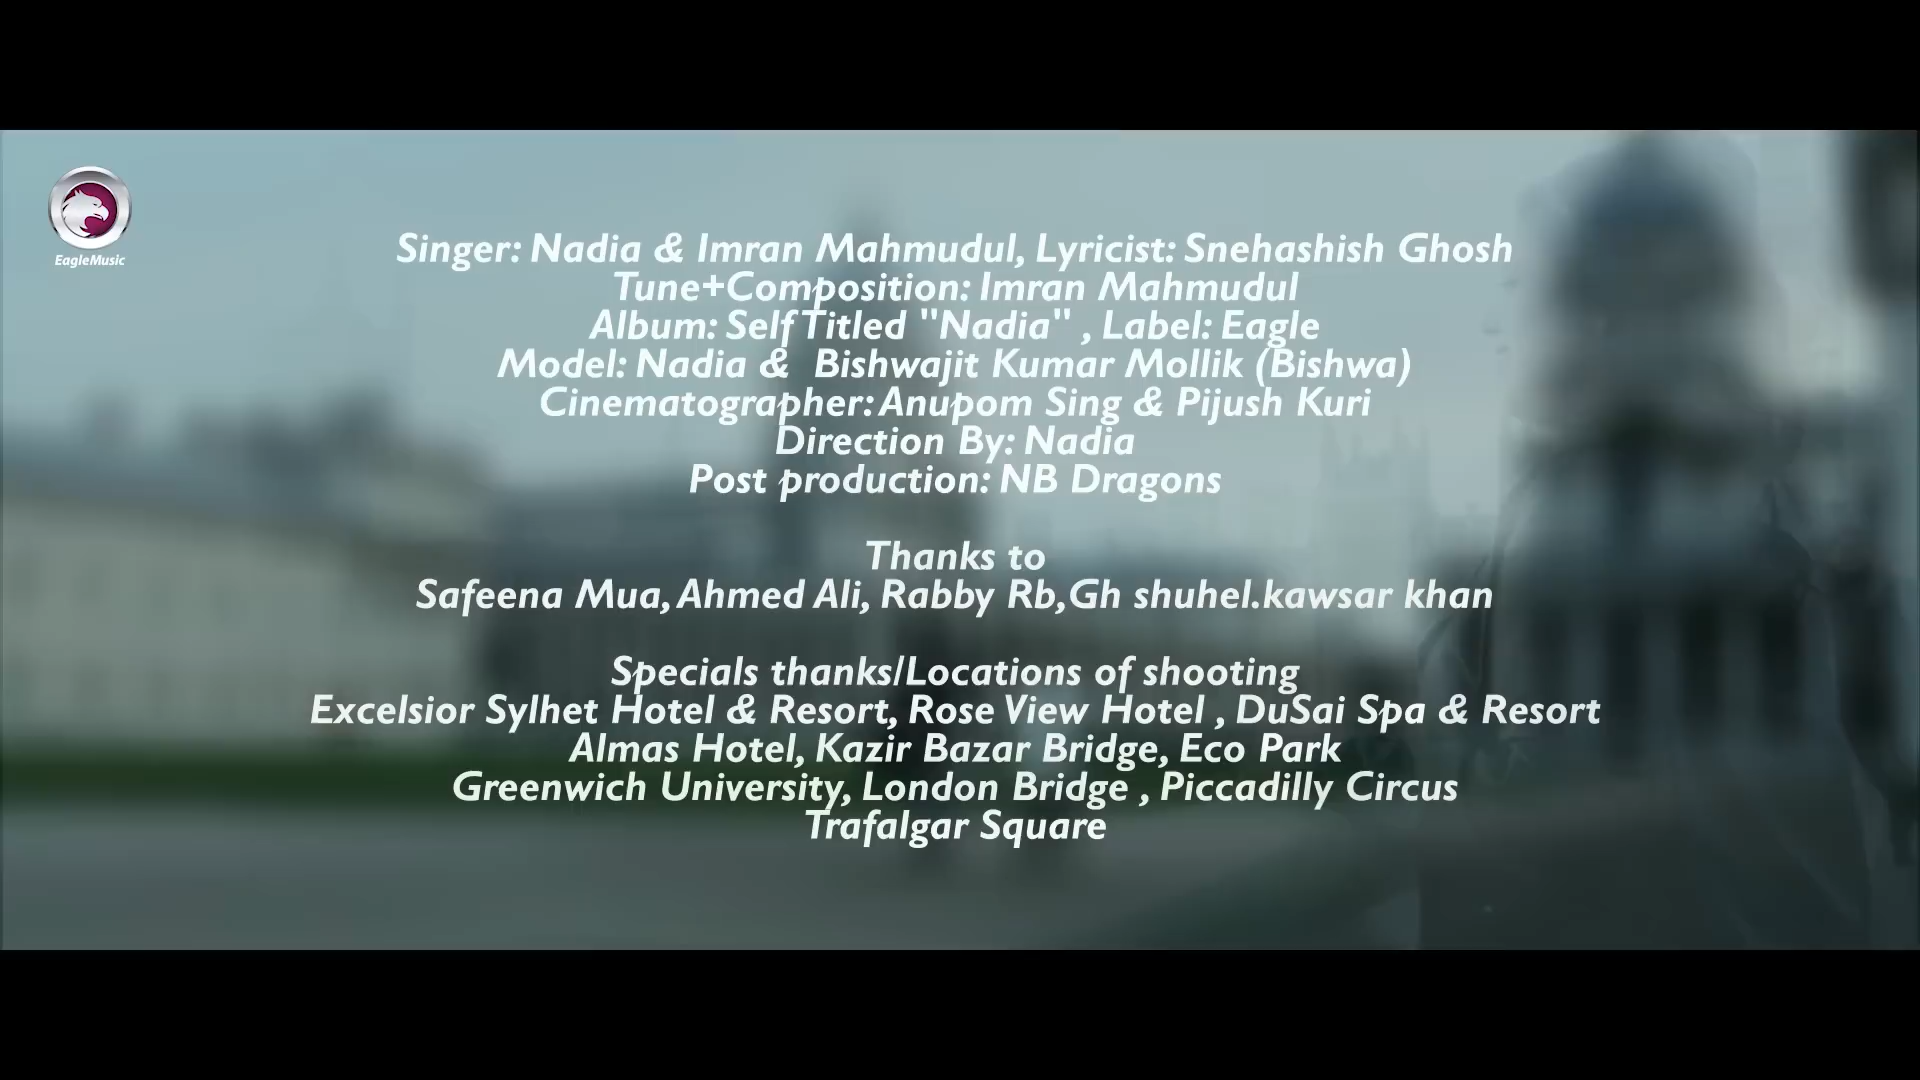 EagleMusic
Singer: Nadia & Imran Mahmudul, Lyricist: Snehashish Ghosh
Tune+Composition: Imran Mahmudul
Album: Self Titled "Nadia" , Label: Eagle
Model: Nadia &  Bishwajit Kumar Mollik (Bishwa)
Cinematographer: Anupom Sing & Pijush Kuri
Direction By: Nadia
Post production: NB Dragons
Thanks to
Safeena Mua, Ahmed Ali, Rabby Rb,Gh shuhel.kawsar khan
Specials thanks/Locations of shooting
Excelsior Sylhet Hotel & Resort, Rose View Hotel , DuSai Spa & Resort
Almas Hotel, Kazir Bazar Bridge, Eco Park
Greenwich University, London Bridge , Piccadilly Circus
Trafalgar Square